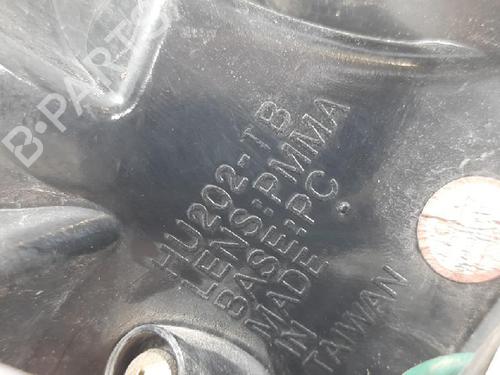 B-PARTS
HU202-TB
LENS:PMMA
BASE:PC
MADE
IN
TAIWAN